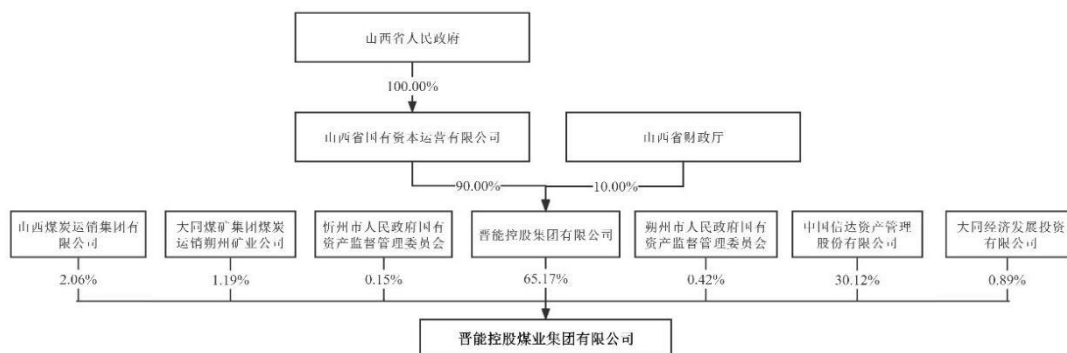 山西省人民政府
100.00%
山西省国有资本运营有限公司
山西省财政厅
90.00%
10.00%
山西煤炭运销集团有
限公司
大同煤矿集团煤炭
运销朔州矿业公司
忻州市人民政府国有
资产监督管理委员会
晋能控股集团有限公司
朔州市人民政府国有
资产监督管理委员会
中国信达资产管理
股份有限公司
大同经济发展投资
有限公司
2.06%
1.19%
0.15%
65.17%
0.42%
30.12%
0.89%
晋能控股煤业集团有限公司